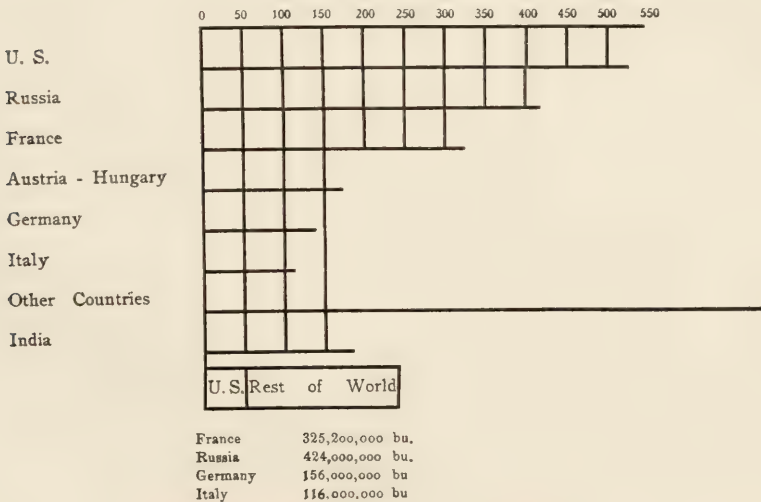 0 50 100 150 200 250 300 350 400 450 500 550
U. S.
Russia
France
Austria - Hungary
Germany
Italy
Other Countries
India
U. S. Rest of World
France 325,200,000 bu.
Russia 424,000,000 bu.
Germany 156,000,000 bu
Italy 116.000.000 bu